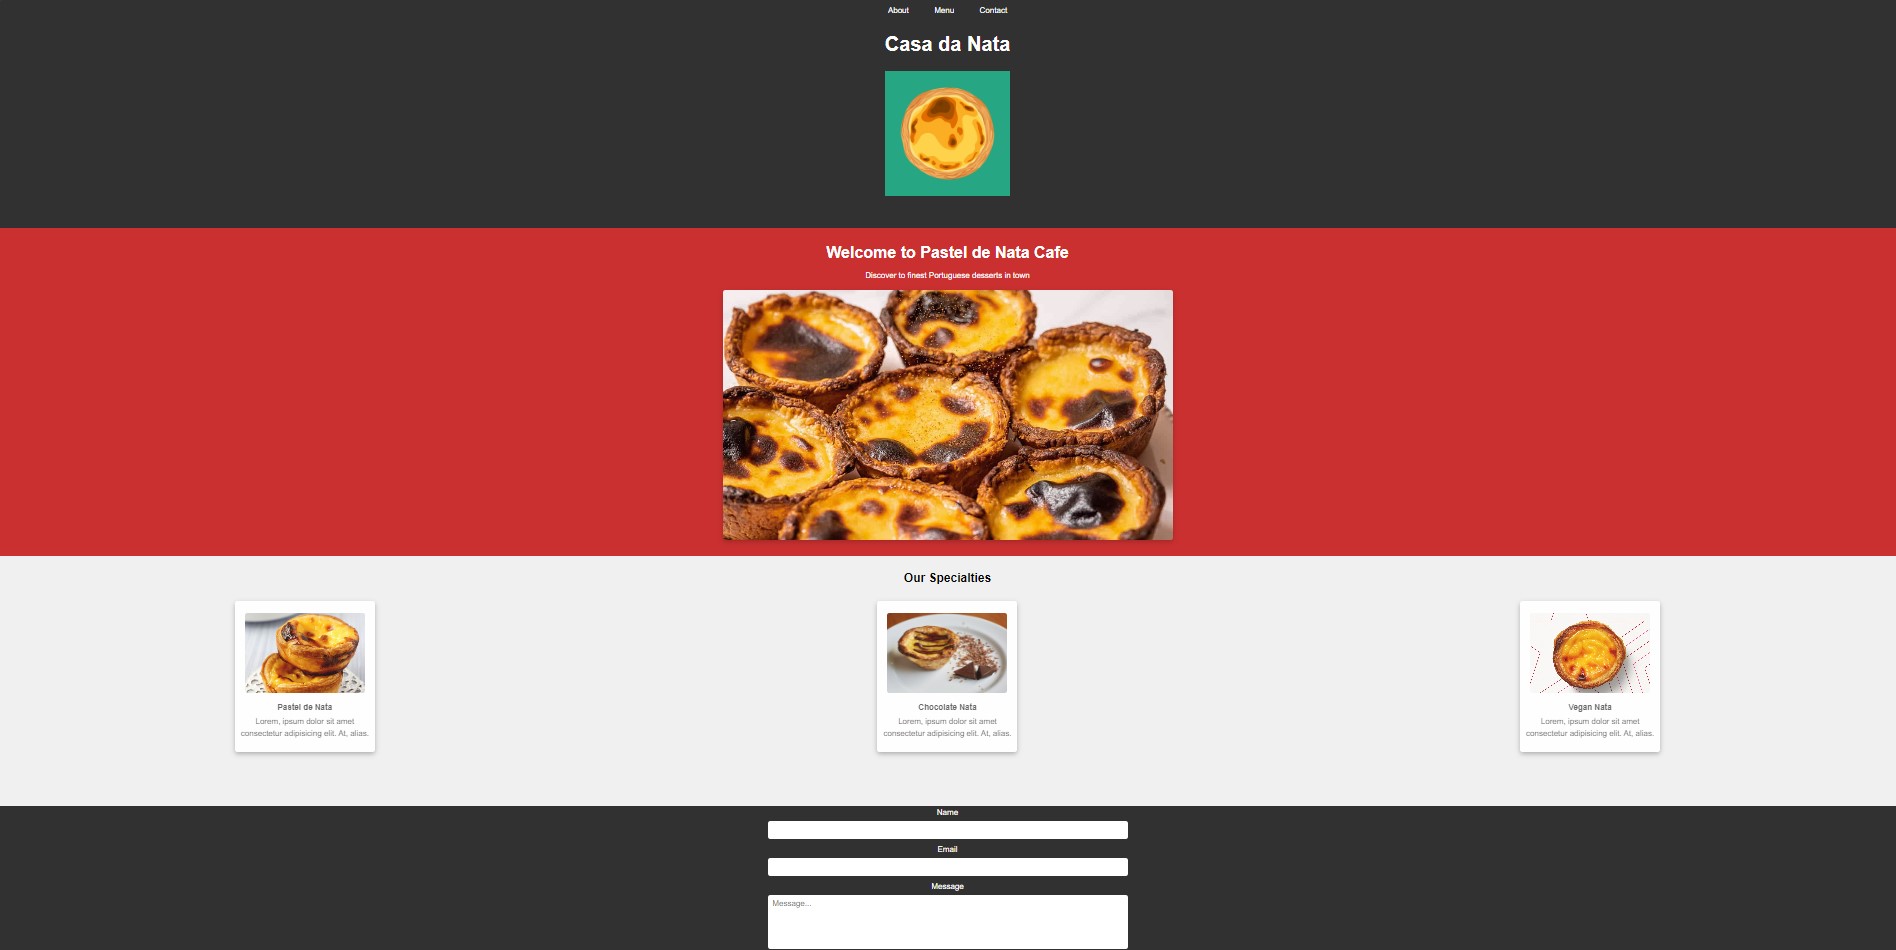 About Menu Contact
Casa da Nata
Welcome to Pastel de Nata Cafe
Discover to finest Portuguese desserts in town
Our Specialties
Pastel de Nata
Lorem, ipsum dolor sit amet
consectetur adipisicing elit. At, alias.
Chocolate Nata
Lorem, ipsum dolor sit amet
consectetur adipisicing elit. At, alias.
Vegan Nata
Lorem, ipsum dolor sit amet
consectetur adipisicing elit. At, alias.
Name
Email
Message
Message...